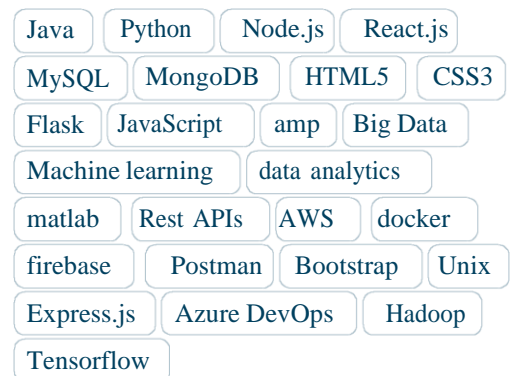 Java Python Node.js React.js
MySQL MongoDB HTML5 CSS3
Flask JavaScript amp Big Data
Machine learning data analytics
matlab Rest APIs AWS docker
firebase Postman Bootstrap Unix
Express.js Azure DevOps Hadoop
Tensorflow